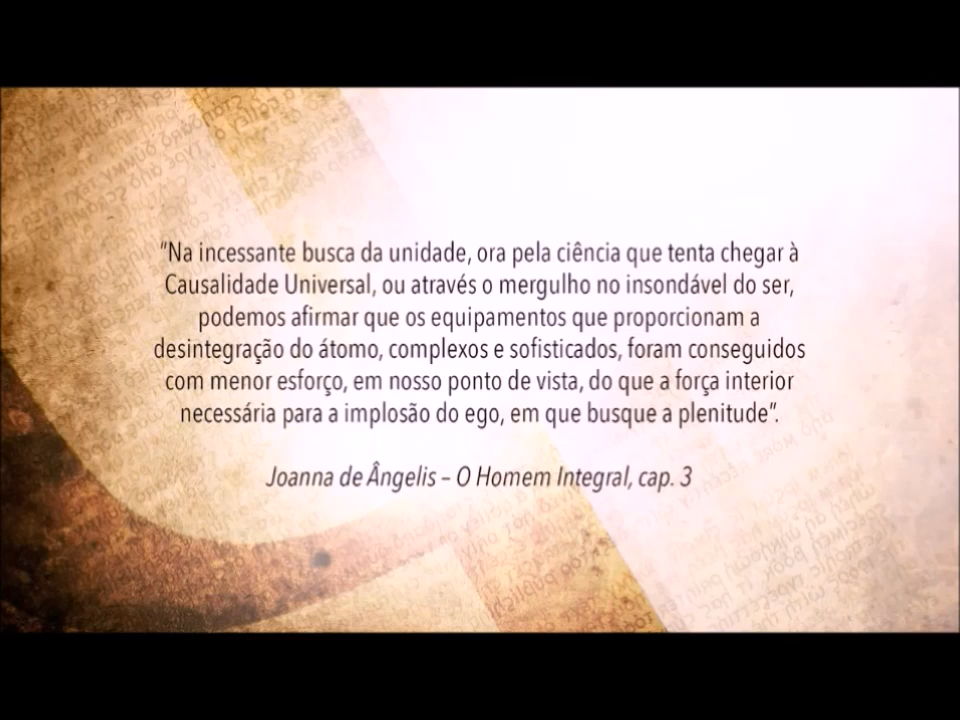 “Na incessante busca da unidade, ora pela ciência que tenta chegar à
Causalidade Universal, ou através o mergulho no insondável do ser,
podemos afirmar que os equipamentos que proporcionam a
desintegração do átomo, complexos e sofisticados, foram conseguidos
com menor esforço, em nosso ponto de vista, do que a força interior
necessária para a implosão do ego, em que busque a plenitude”.
Joanna de Ângelis – O Homem Integral, cap. 3